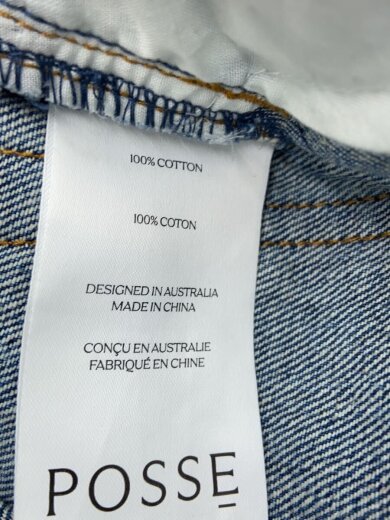 100% COTTON
100% COTON
DESIGNED IN AUSTRALIA
MADE IN CHINA
CONÇU EN AUSTRALIE
FABRIQUÉ EN CHINE
POSSE